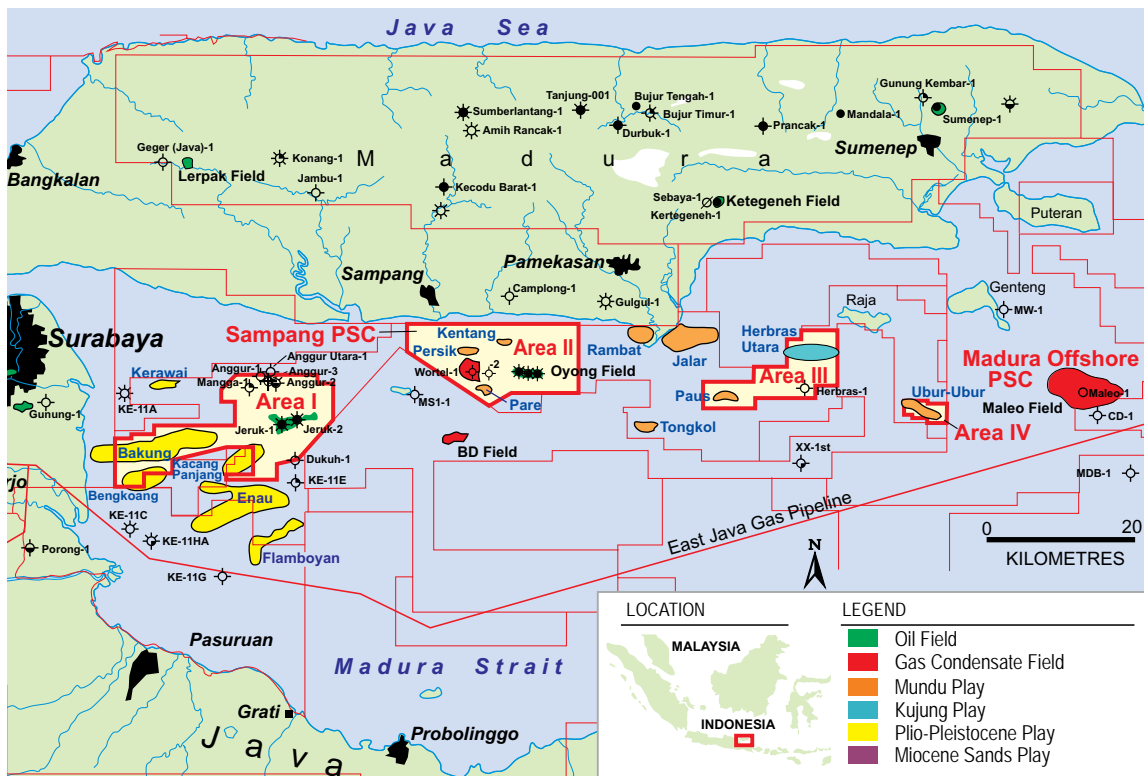 Java Sea
Tanjung-001
Bujur Tengah-1
Gunung Kembar-1
Sumberlantang-1
Bujur Timur-1
Mandala-1
Sumenep-1
Amih Rancak-1
Durbuk-1
Prancak-1
Geger (Java)-1
Konang-1
Madura
Sumenep
Lerpak Field
Bangkalan
Jambu-1
Kecodu Barat-1
Sebaya-1
Ketegeneh Field
Kertegeneh-1
Puteran
Pamekasan
Sampang
Camplong-1
Gulgul-1
Genteng
Raja
MW-1
Surabaya
Sampang PSC
Kentang
Area II
Rambat
Herbras
Utara
Persik
Jalar
Madura Offshore
PSC
Anggur Utara-1
Anggur-1
Anggur-3
Kerawai
Mangga-1
Anggur-2
Wortel-1
-2
Oyong Field
Area III
Ubur-Ubur
Maleo-1
KE-11A
MS1-1
Pare
Paus
Herbras-1
Maleo Field
Gunung-1
Area I
CD-1
Jeruk-1
Jeruk-2
Tongkol
Area IV
Bakung
BD Field
XX-1st
Kacang
Panjang
Dukuh-1
MDB-1
rjo
Bengkoang
KE-11E
Enau
KE-11C
East Java Gas Pipeline
0
20
KE-11HA
Flamboyan
Porong-1
N
KILOMETRES
KE-11G
LOCATION
LEGEND
Pasuruan
MALAYSIA
Oil Field
Madura Strait
Gas Condensate Field
Mundu Play
Grati
INDONESIA
Kujung Play
Java
Probolinggo
Plio-Pleistocene Play
Miocene Sands Play